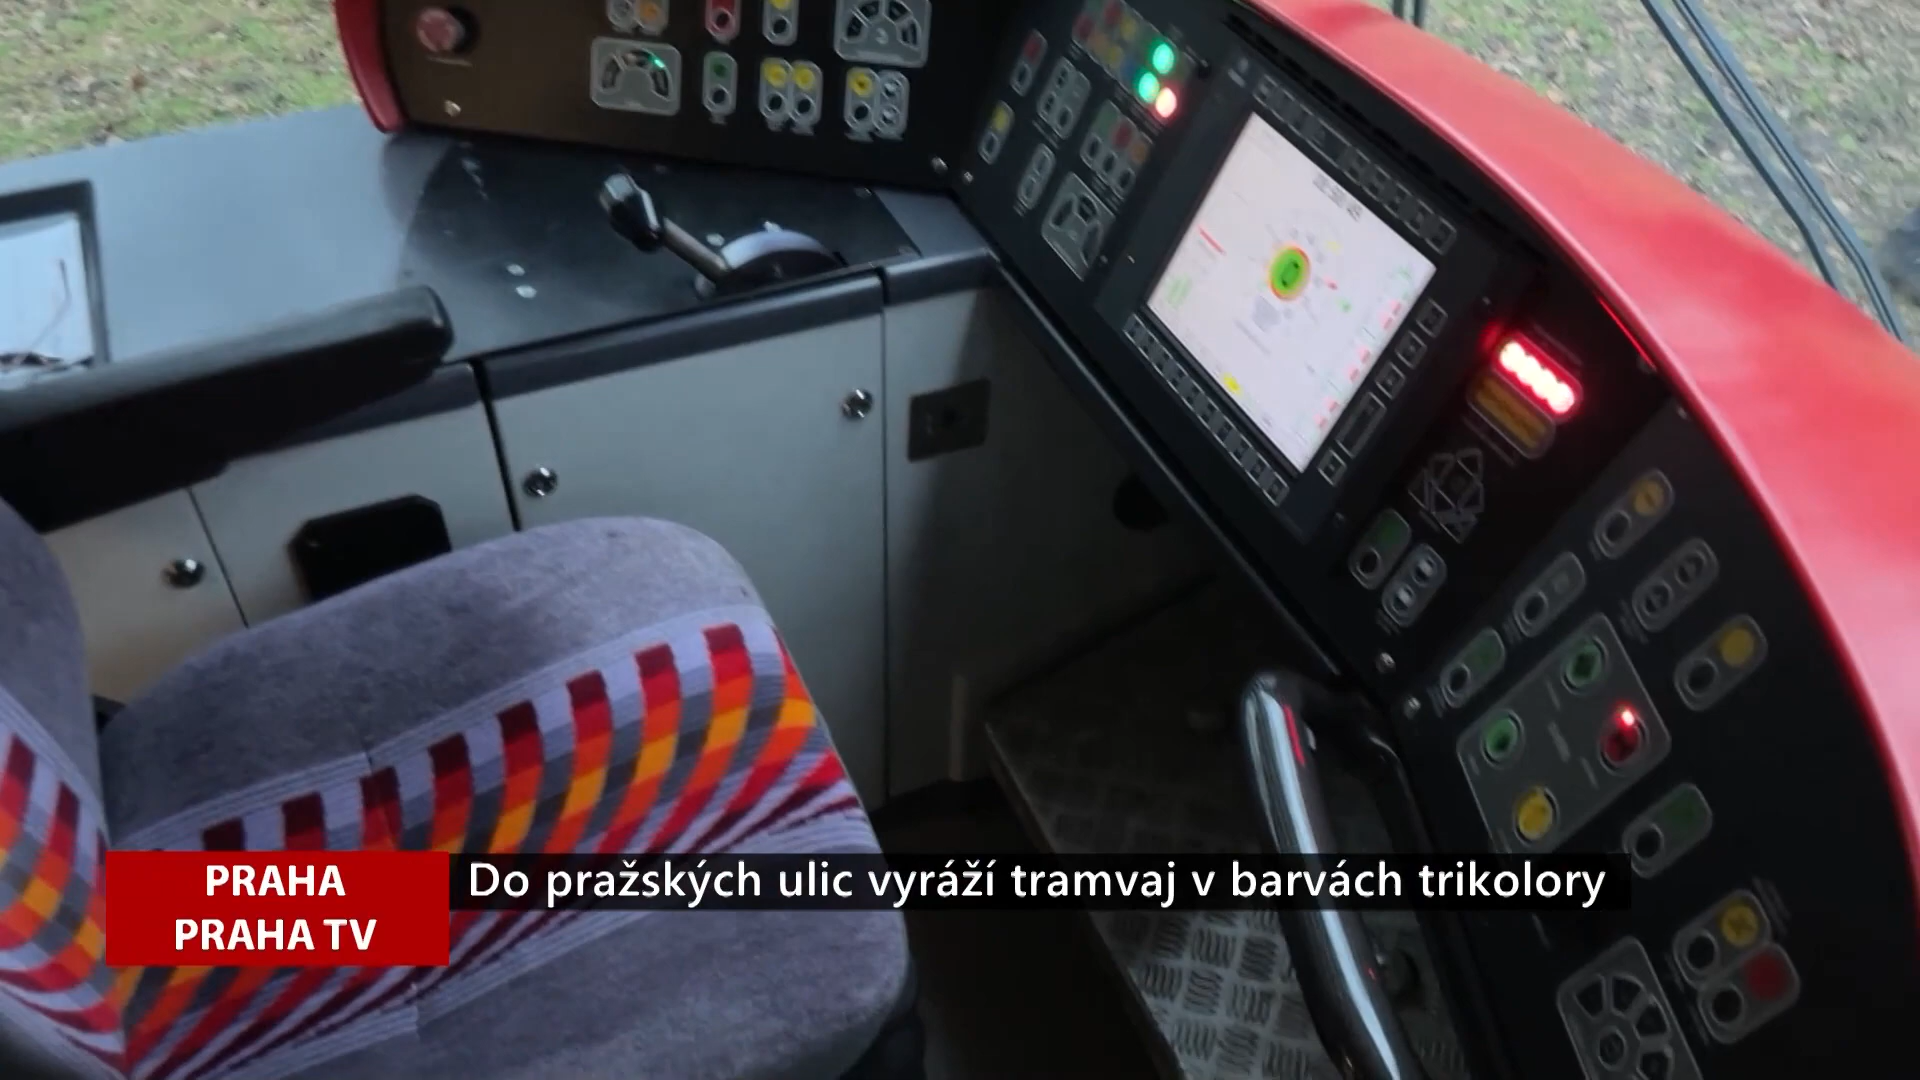 PRAHA
PRAHA TV
Do pražských ulic vyráží tramvaj v barvách trikolory